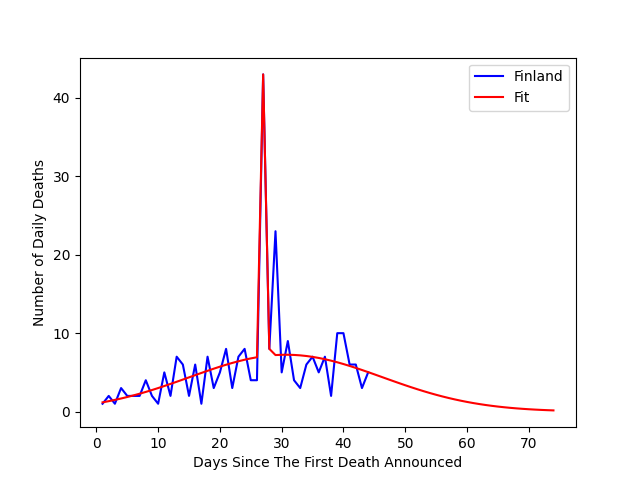 Finland
Fit
40
30
20
10
0
Number of Daily Deaths
0 10 20 30 40 50 60 70
Days Since The First Death Announced